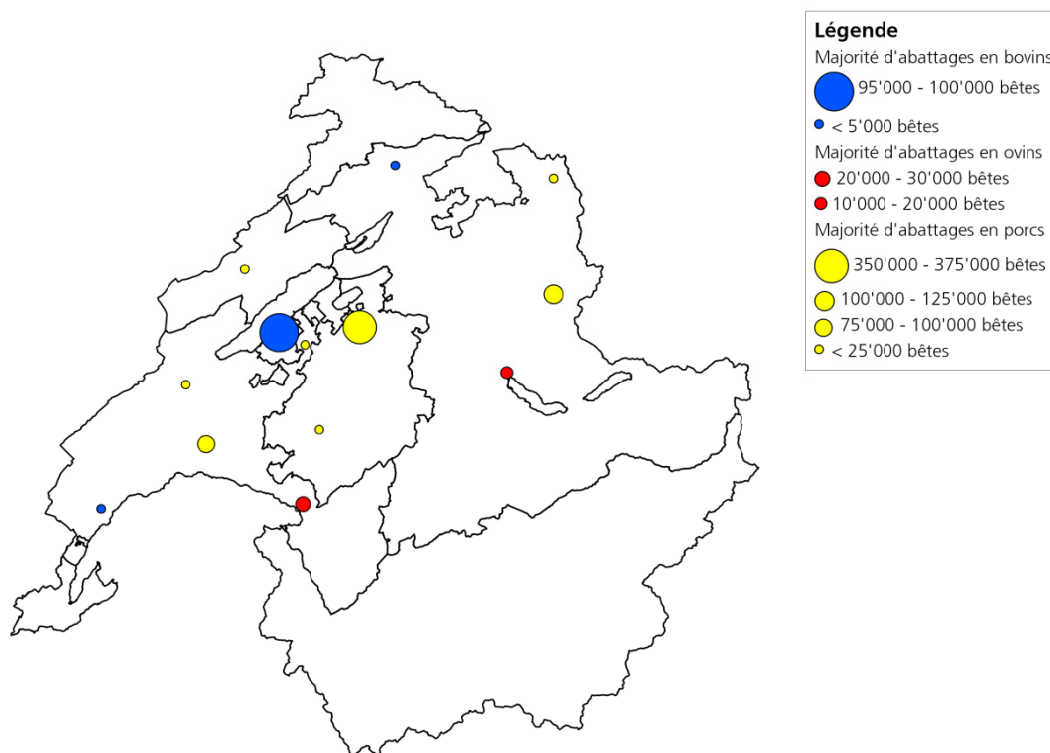 Légende
Majorité d'abattages en bovins
95'000 - 100'000 bêtes
< 5'000 bêtes
Majorité d'abattages en ovins
20'000 - 30'000 bêtes
10'000 - 20'000 bêtes
Majorité d'abattages en porcs
350'000 - 375'000 bêtes
100'000 - 125'000 bêtes
75'000 - 100'000 bêtes
< 25'000 bêtes